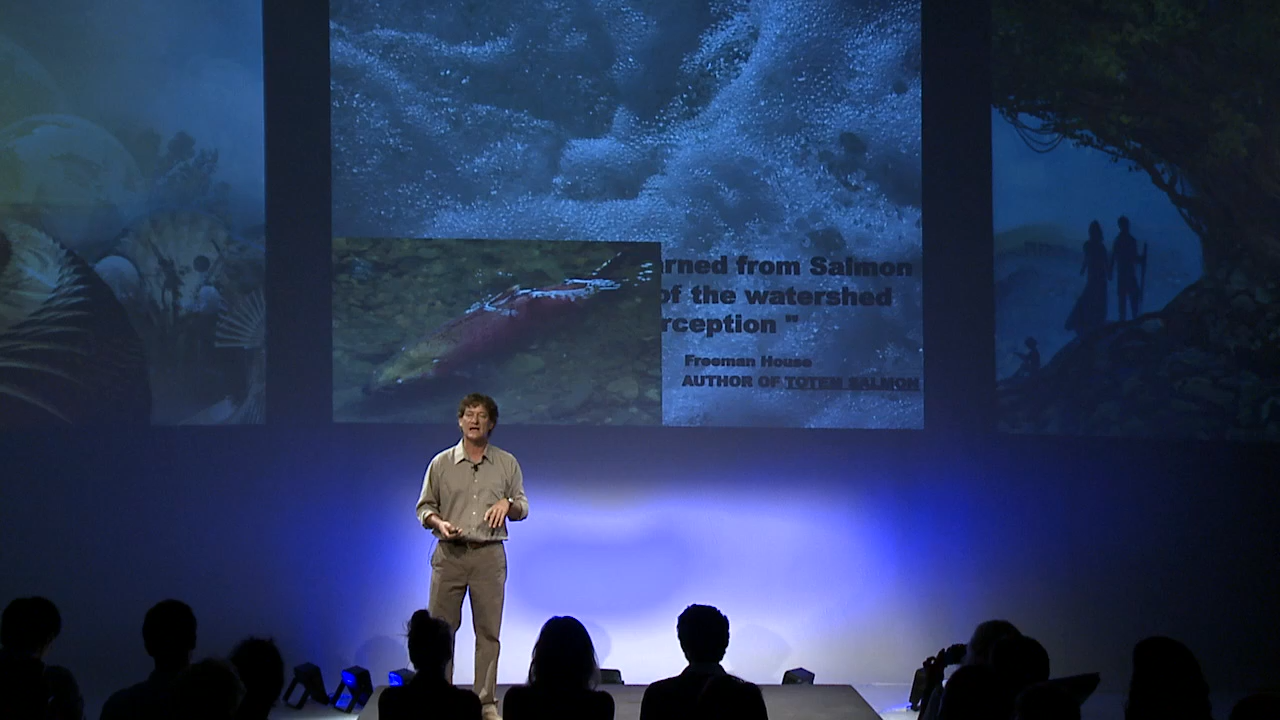 rned from Salmon
of the watershed
rception "
Freeman House
AUTHOR OF TOTEM SALMON